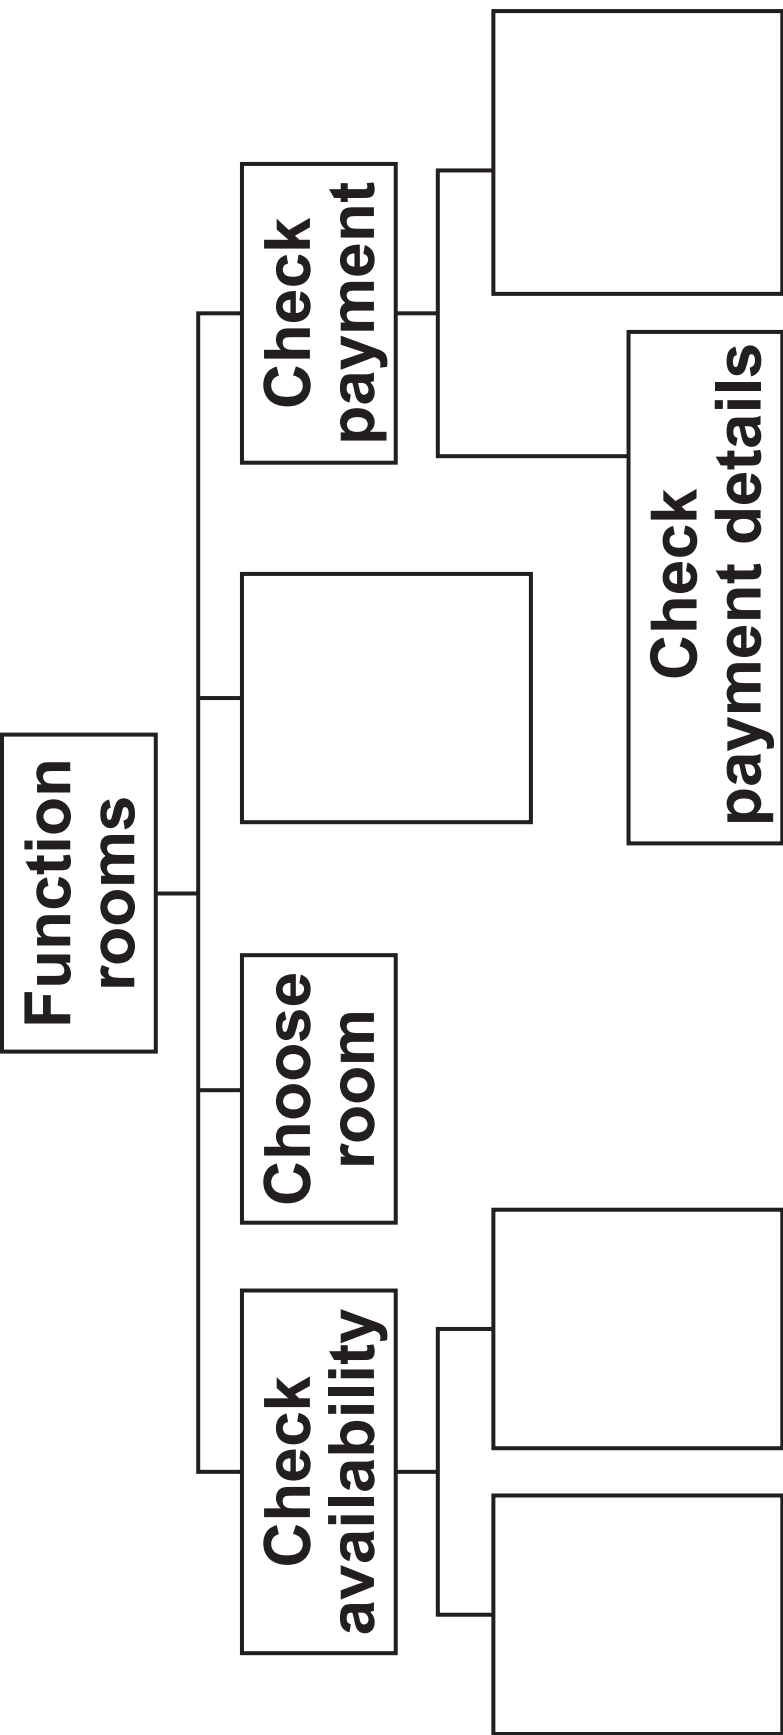 Function
rooms
Check
availability
Choose
room
Check
payment
Check
payment details